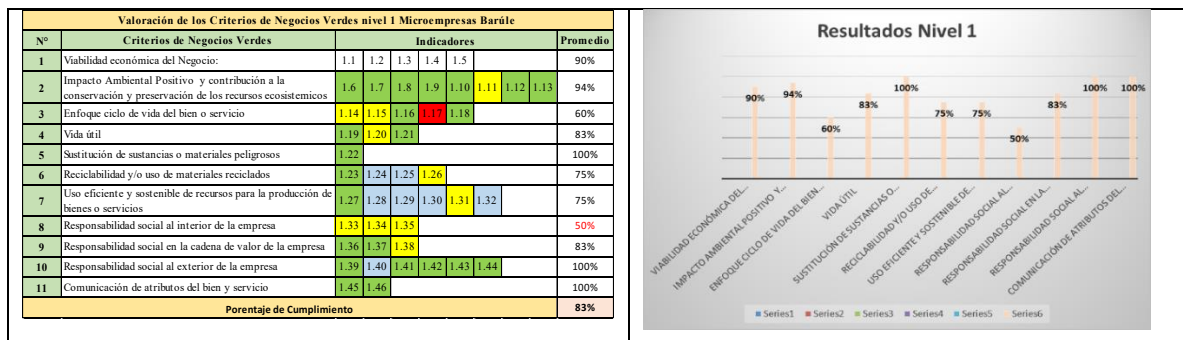 Valoración de los Criterios de Negocios Verdes nivel 1 Microempresas Barúle
N° Criterios de Negocios Verdes Indicadores Promedio
1 Viabilidad económica del Negocio: 1.1 1.2 1.3 1.4 1.5 90%
2 Impacto Ambiental Positivo y contribución a la conservación y preservación de los recursos ecosistemicos 1.6 1.7 1.8 1.9 1.10 1.11 1.12 1.13 94%
3 Enfoque ciclo de vida del bien o servicio 1.14 1.15 1.16 1.17 1.18 60%
4 Vida útil 1.19 1.20 1.21 83%
5 Sustitución de sustancias o materiales peligrosos 1.22 100%
6 Reciclabilidad y/o uso de materiales reciclados 1.23 1.24 1.25 1.26 75%
7 Uso eficiente y sostenible de recursos para la producción de bienes o servicios 1.27 1.28 1.29 1.30 1.31 1.32 75%
8 Responsabilidad social al interior de la empresa 1.33 1.34 1.35 50%
9 Responsabilidad social en la cadena de valor de la empresa 1.36 1.37 1.38 83%
10 Responsabilidad social al exterior de la empresa 1.39 1.40 1.41 1.42 1.43 1.44 100%
11 Comunicación de atributos del bien y servicio 1.45 1.46 100%
Porentaje de Cumplimiento 83%
Resultados Nivel 1
90% 94% 60% 83% 100% 75% 75% 50% 83% 100% 100%
VIABILIDAD ECONÓMICA DEL...
IMPACTO AMBIENTAL POSITIVO Y...
ENFOQUE CICLO DE VIDA DEL BIEN...
VIDA ÚTIL
SUSTITUCIÓN DE SUSTANCIAS O...
RECICLABILIDAD Y/O USO DE...
USO EFICIENTE Y SOSTENIBLE DE...
RESPONSABILIDAD SOCIAL AL...
RESPONSABILIDAD SOCIAL EN LA...
RESPONSABILIDAD SOCIAL AL...
COMUNICACIÓN DE ATRIBUTOS DEL...
Series1 Series2 Series3 Series4 Series5 Series6